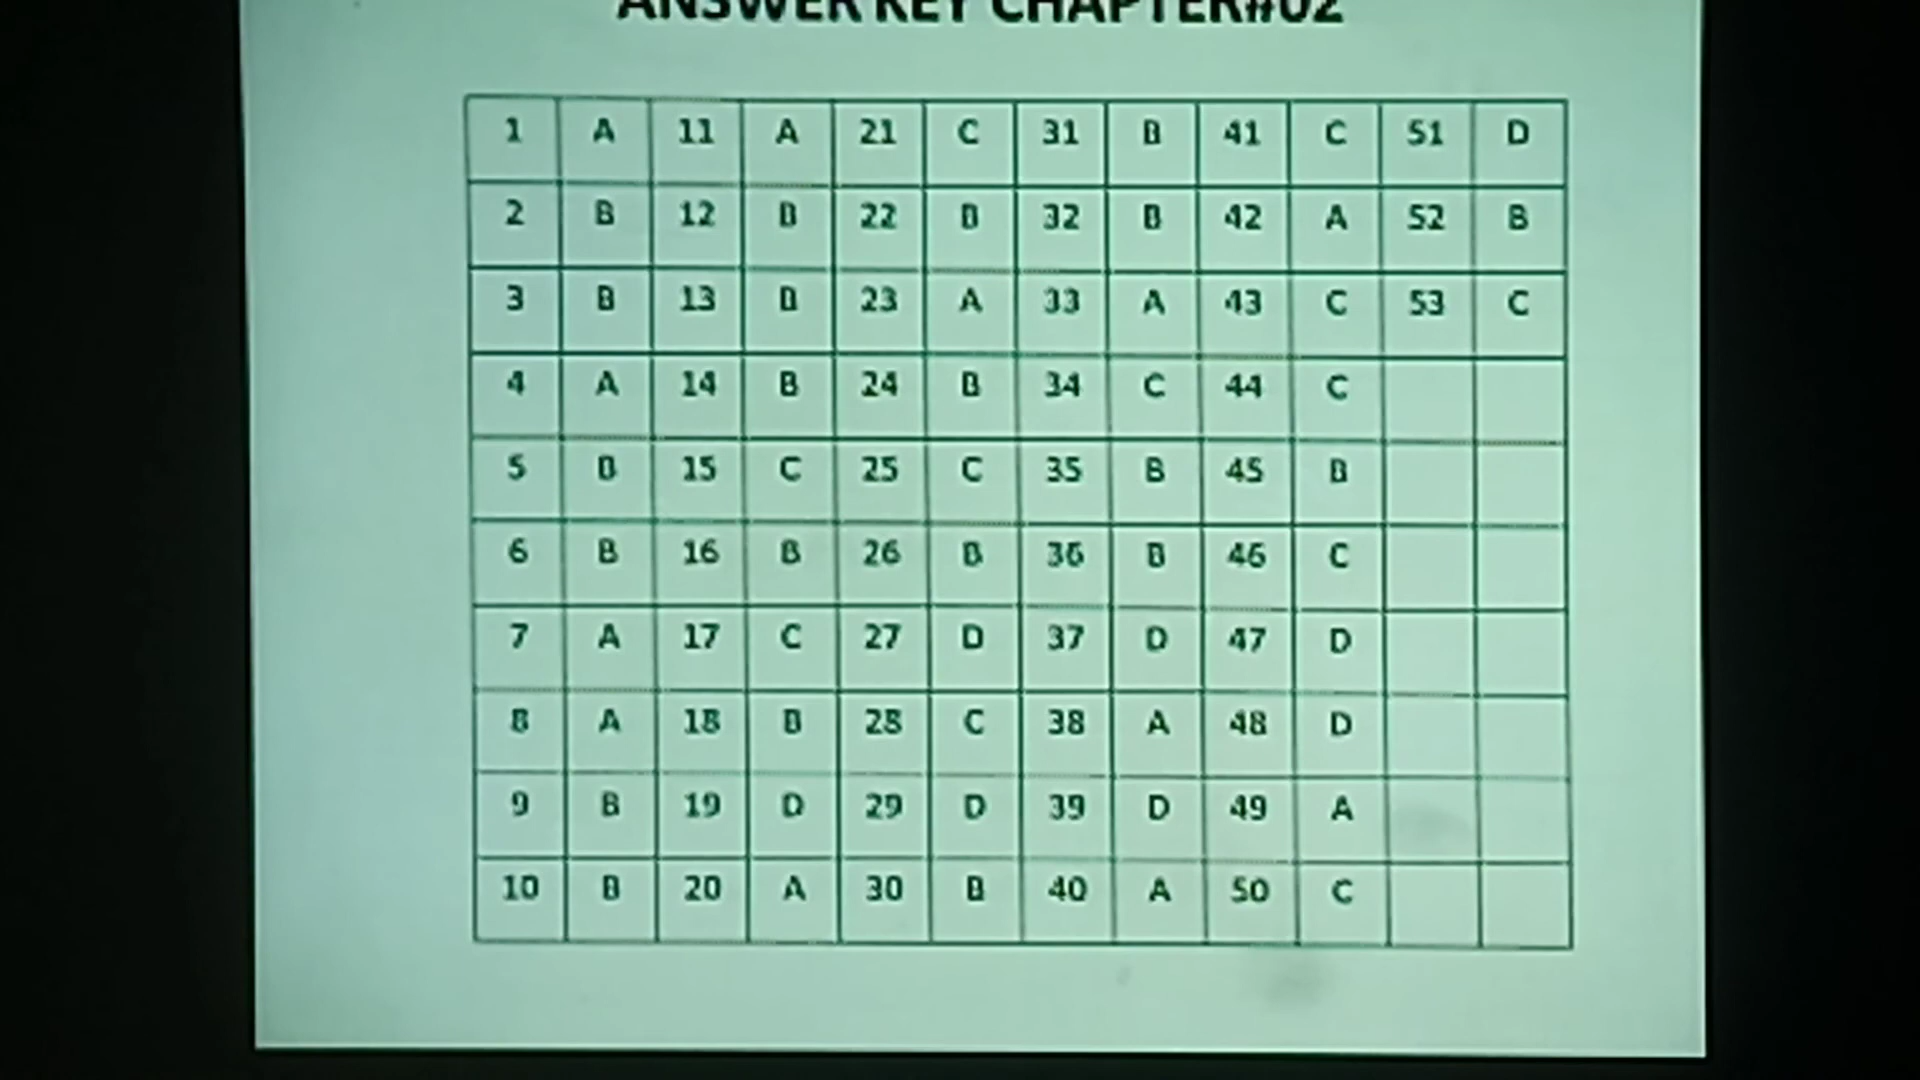 ANSWER KEY CHAPTER#02
1 A 11 A 21 C 31 B 41 C 51 D
2 B 12 B 22 B 32 B 42 A 52 B
3 B 13 B 23 A 33 A 43 C 53 C
4 A 14 B 24 B 34 C 44 C
5 B 15 C 25 C 35 B 45 B
6 B 16 B 26 B 36 B 46 C
7 A 17 C 27 D 37 D 47 D
8 A 18 B 28 C 38 A 48 D
9 B 19 D 29 D 39 D 49 A
10 B 20 A 30 B 40 A 50 C